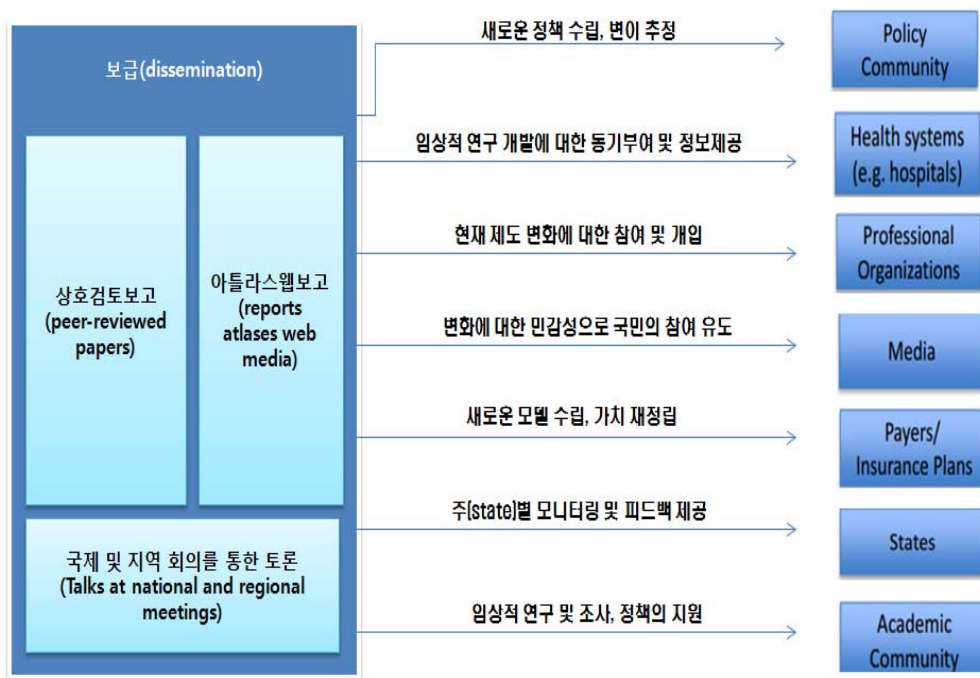 보급(dissemination)
상호검토보고
(peer-reviewed
papers)
아틀라스웹보고
(reports
atlases web
media)
국제 및 지역 회의를 통한 토론
(Talks at national and regional
meetings)
새로운 정책 수립, 변이 추정
Policy
Community
임상적 연구 개발에 대한 동기부여 및 정보제공
Health systems
(e.g. hospitals)
현재 제도 변화에 대한 참여 및 개입
Professional
Organizations
변화에 대한 민감성으로 국민의 참여 유도
Media
새로운 모델 수립, 가치 재정립
Payers/
Insurance Plans
주(state)별 모니터링 및 피드백 제공
States
임상적 연구 및 조사, 정책의 지원
Academic
Community